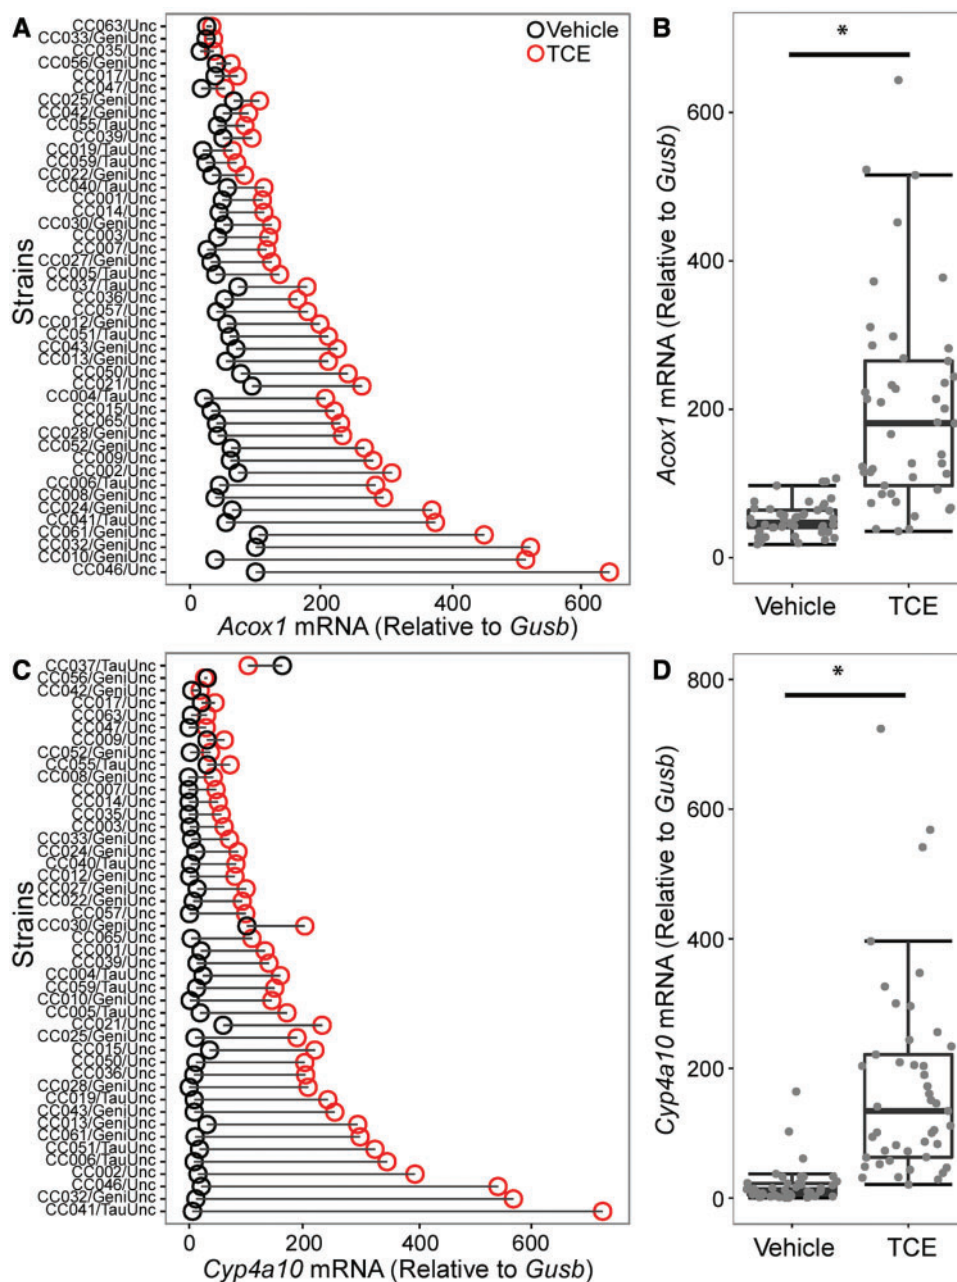 A
Vehicle
TCE
Strains
CC063/Unc
CC033/GeniUnc
CC035/Unc
CC056/GeniUnc
CC017/Unc
CC047/Unc
CC025/GeniUnc
CC042/GeniUnc
CC055/TauUnc
CC039/Unc
CC019/TauUnc
CC059/TauUnc
CC022/GeniUnc
CC040/TauUnc
CC001/Unc
CC014/Unc
CC030/GeniUnc
CC003/Unc
CC007/Unc
CC027/GeniUnc
CC005/TauUnc
CC037/TauUnc
CC036/Unc
CC057/Unc
CC012/GeniUnc
CC051/TauUnc
CC043/GeniUnc
CC013/GeniUnc
CC050/Unc
CC021/Unc
CC004/TauUnc
CC015/Unc
CC065/Unc
CC028/GeniUnc
CC052/GeniUnc
CC009/Unc
CC002/Unc
CC006/TauUnc
CC008/GeniUnc
CC024/GeniUnc
CC041/TauUnc
CC061/GeniUnc
CC032/GeniUnc
CC010/GeniUnc
CC046/Unc
0 200 400 600
Acox1 mRNA (Relative to Gusb)
B
*
Acox1 mRNA (Relative to Gusb)
600
400
200
0
Vehicle TCE
C
Strains
CC037/TauUnc
CC056/GeniUnc
CC042/GeniUnc
CC017/Unc
CC063/Unc
CC047/Unc
CC009/Unc
CC052/GeniUnc
CC055/TauUnc
CC008/GeniUnc
CC007/Unc
CC014/Unc
CC035/Unc
CC003/Unc
CC033/GeniUnc
CC024/GeniUnc
CC040/TauUnc
CC012/GeniUnc
CC027/GeniUnc
CC022/GeniUnc
CC057/Unc
CC030/GeniUnc
CC065/Unc
CC001/Unc
CC039/Unc
CC004/TauUnc
CC059/TauUnc
CC010/GeniUnc
CC005/TauUnc
CC021/Unc
CC025/GeniUnc
CC015/Unc
CC050/Unc
CC036/Unc
CC028/GeniUnc
CC019/TauUnc
CC043/GeniUnc
CC013/GeniUnc
CC061/GeniUnc
CC051/TauUnc
CC006/TauUnc
CC002/Unc
CC046/Unc
CC032/GeniUnc
CC041/TauUnc
0 200 400 600
Cyp4a10 mRNA (Relative to Gusb)
D
*
Cyp4a10 mRNA (Relative to Gusb)
800
600
400
200
0
Vehicle TCE